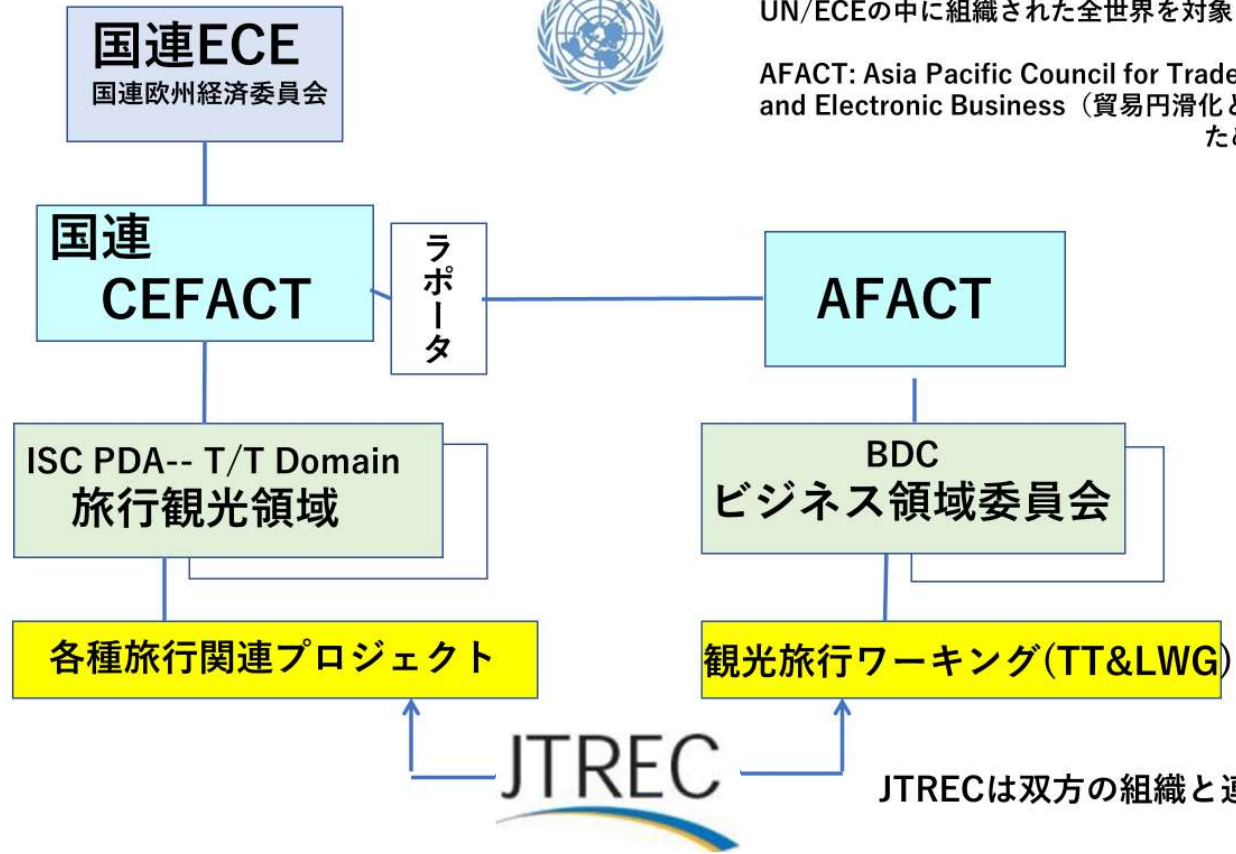 国連ECE
国連欧州経済委員会
UN/ECEの中に組織された全世界を対象
AFACT: Asia Pacific Council for Trade
and Electronic Business（貿易円滑化と
た
国連
CEFACT
ラポータ
AFACT
ISC PDA-- T/T Domain
旅行観光領域
BDC
ビジネス領域委員会
各種旅行関連プロジェクト
観光旅行ワーキング(TT&LWG)
JTREC
JTRECは双方の組織と連